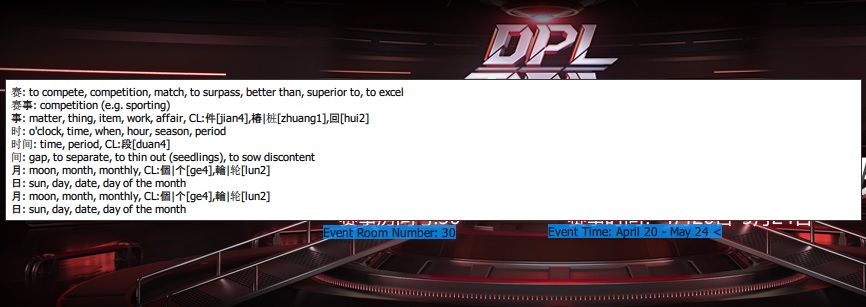 DPL
赛: to compete, competition, match, to surpass, better than, superior to, to excel
赛事: competition (e.g. sporting)
事: matter, thing, item, work, affair, CL:件[jian4],樁|桩[zhuang1],回[hui2]
时: o'clock, time, when, hour, season, period
时间: time, period, CL:段[duan4]
间: gap, to separate, to thin out (seedlings), to sow discontent
月: moon, month, monthly, CL:個|个[ge4],輪|轮[lun2]
日: sun, day, date, day of the month
月: moon, month, monthly, CL:個|个[ge4],輪|轮[lun2]
日: sun, day, date, day of the month
Event Room Number: 30
Event Time: April 20 - May 24 <